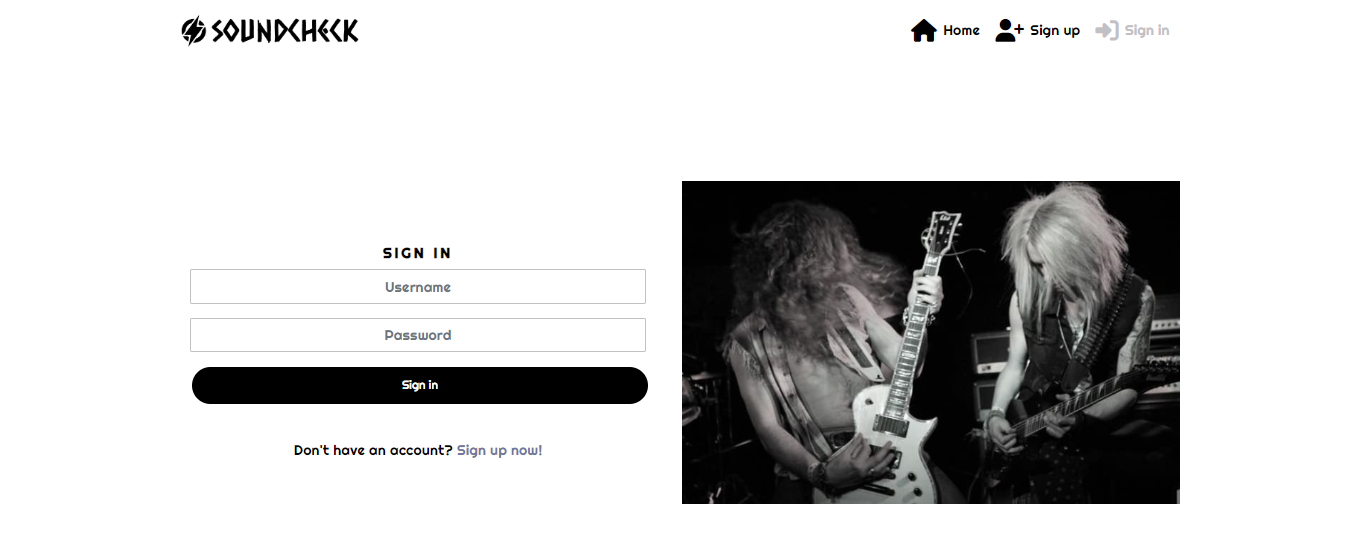 SOUNDCHECK
Home Sign up Sign in
SIGN IN
Username
Password
Sign in
Don't have an account? Sign up now!